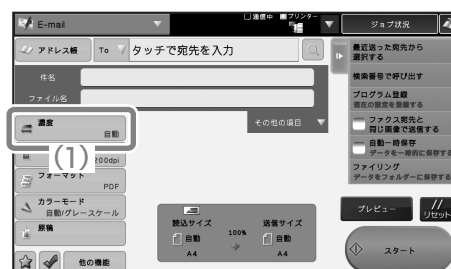 E-mail
通信中 プリンター
ジョブ状況
アドレス帳 To タッチで宛先を入力
最近送った宛先から
選択する
件名
検索番号で呼び出す
ファイル名
プログラム登録
現在の設定を登録する
濃度
自動
その他の項目
ファクス宛先と
同じ画像で送信する
(1)
200dpi
自動一時保存
データを一時的に保存する
フォーマット
PDF
ファイリング
データをフォルダーに保存する
カラーモード
自動/グレースケール
プレビュー
リセット
原稿
読込サイズ 100% 送信サイズ
自動 自動
A4 A4
スタート
他の機能